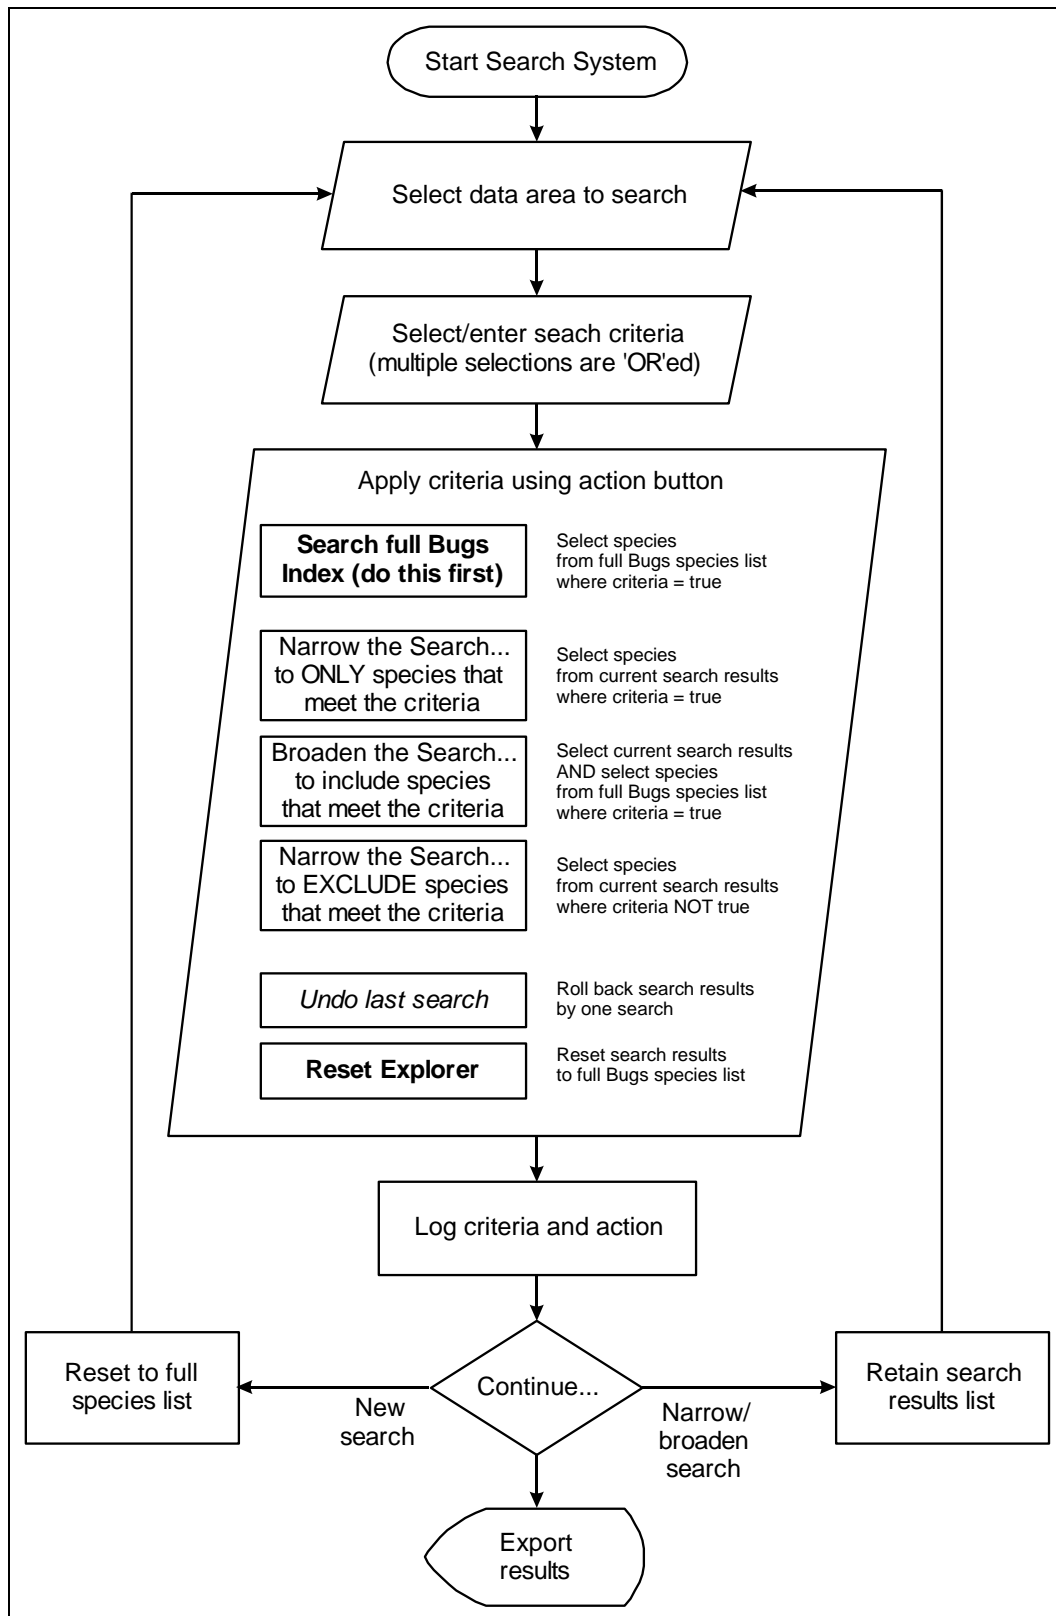 Start Search System
Select data area to search
Select/enter seach criteria
(multiple selections are 'OR'ed)
Apply criteria using action button
Search full Bugs
Index (do this first)
Select species
from full Bugs species list
where criteria = true
Narrow the Search...
to ONLY species that
meet the criteria
Select species
from current search results
where criteria = true
Broaden the Search...
to include species
that meet the criteria
Select current search results
AND select species
from full Bugs species list
where criteria = true
Narrow the Search...
to EXCLUDE species
that meet the criteria
Select species
from current search results
where criteria NOT true
Undo last search
Roll back search results
by one search
Reset Explorer
Reset search results
to full Bugs species list
Log criteria and action
Reset to full
species list
New
search
Continue...
Narrow/
broaden
search
Retain search
results list
Export
results